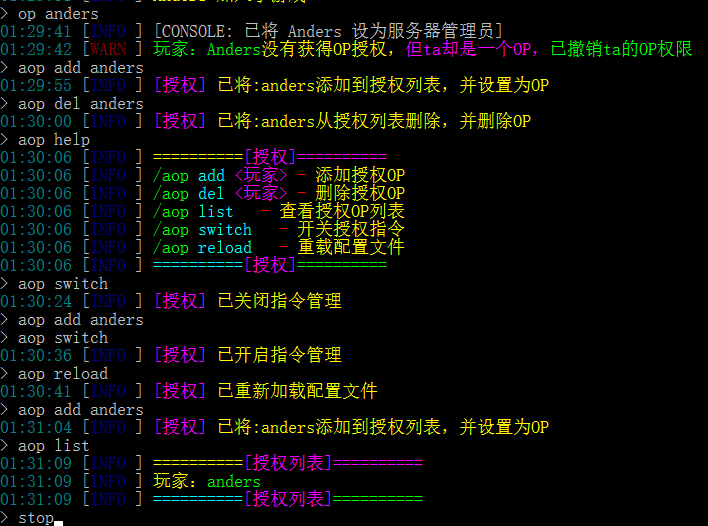 > op anders
01:29:41 [INFO ] [CONSOLE: 已将 Anders 设为服务器管理员]
01:29:42 [WARN ] 玩家：Anders没有获得OP授权，但ta却是一个OP，已撤销ta的OP权限
> aop add anders
01:29:55 [INFO ] [授权] 已将:anders添加到授权列表，并设置为OP
> aop del anders
01:30:00 [INFO ] [授权] 已将:anders从授权列表删除，并删除OP
> aop help
01:30:06 [INFO ] ==========[授权]==========
01:30:06 [INFO ] /aop add <玩家> - 添加授权OP
01:30:06 [INFO ] /aop del <玩家> - 删除授权OP
01:30:06 [INFO ] /aop list   - 查看授权OP列表
01:30:06 [INFO ] /aop switch   - 开关授权指令
01:30:06 [INFO ] /aop reload   - 重载配置文件
01:30:06 [INFO ] ==========[授权]==========
> aop switch
01:30:24 [INFO ] [授权] 已关闭指令管理
> aop add anders
> aop switch
01:30:36 [INFO ] [授权] 已开启指令管理
> aop reload
01:30:41 [INFO ] [授权] 已重新加载配置文件
> aop add anders
01:31:04 [INFO ] [授权] 已将:anders添加到授权列表，并设置为OP
> aop list
01:31:09 [INFO ] ==========[授权列表]==========
01:31:09 [INFO ] 玩家：anders
01:31:09 [INFO ] ==========[授权列表]==========
> stop